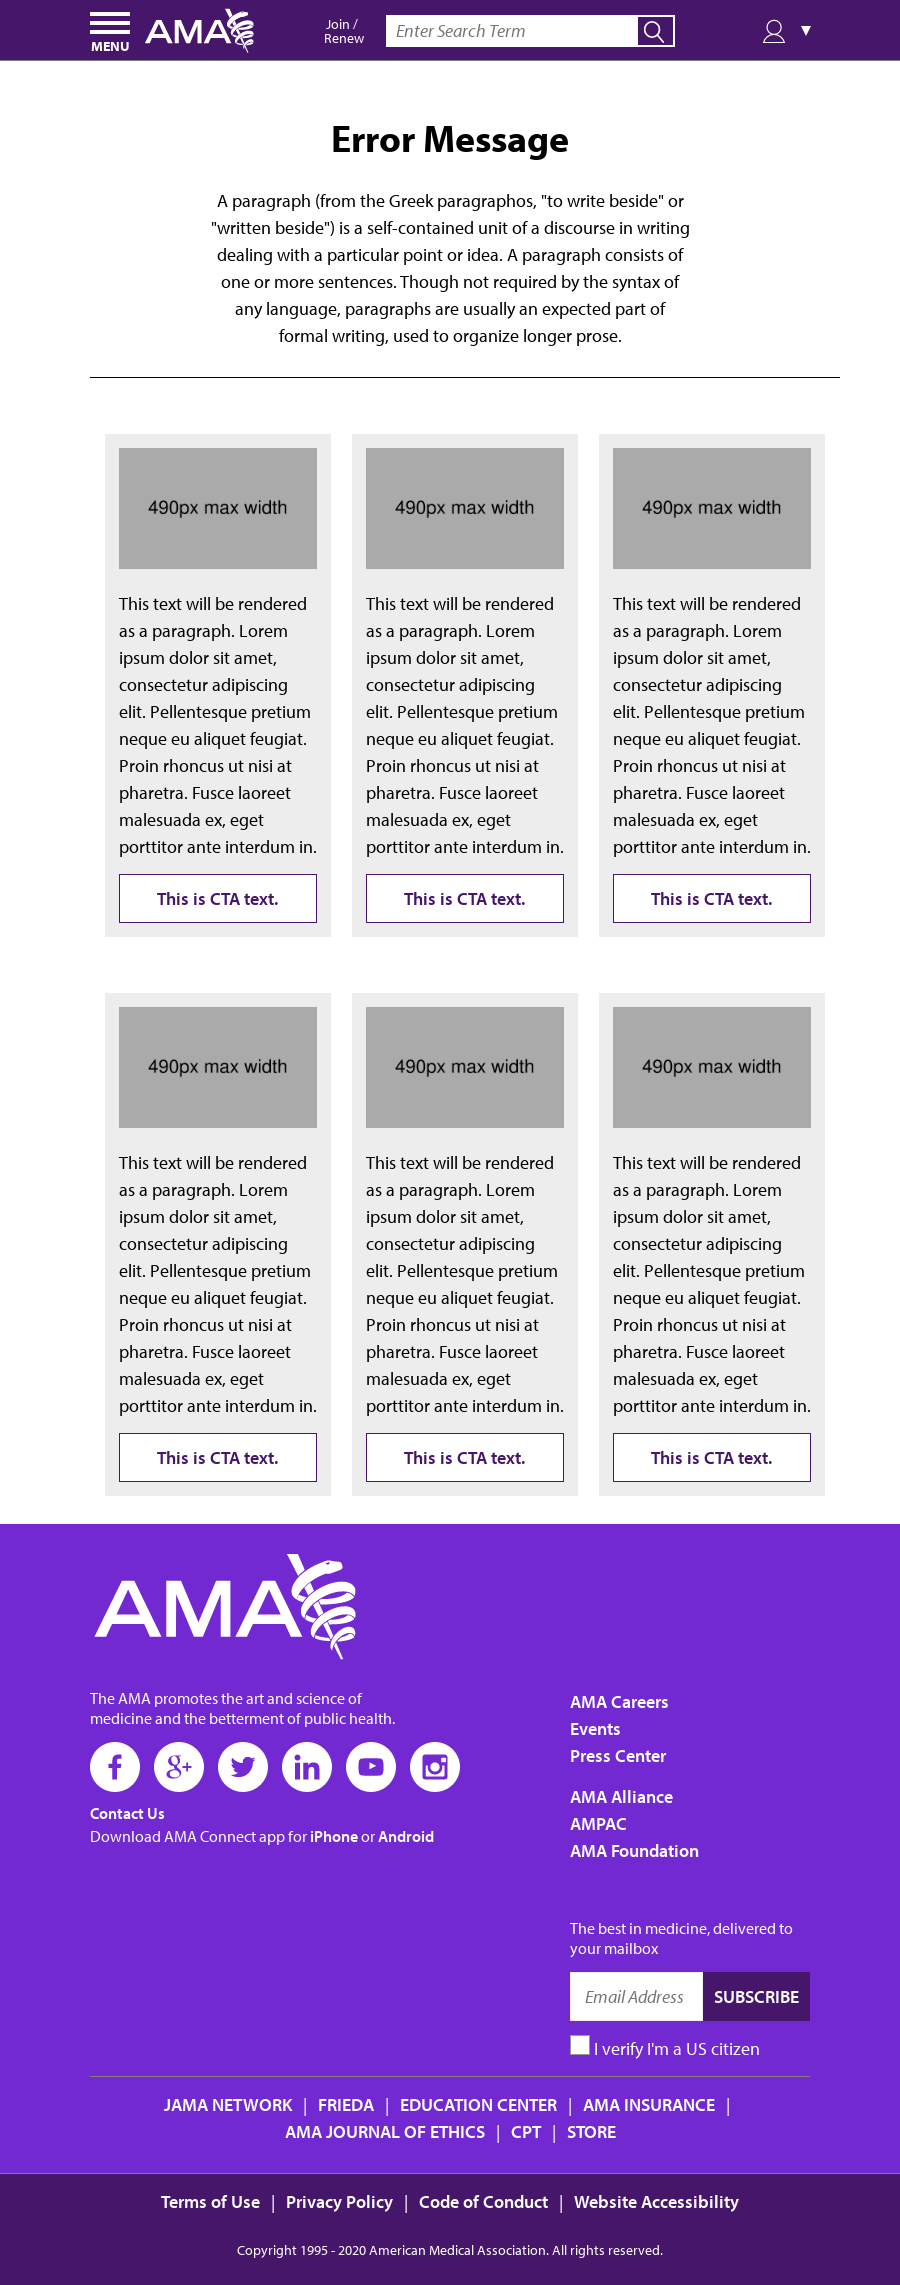 MENU
AMA
Join /
Renew
Enter Search Term
Error Message
A paragraph (from the Greek paragraphos, "to write beside" or
"written beside") is a self-contained unit of a discourse in writing
dealing with a particular point or idea. A paragraph consists of
one or more sentences. Though not required by the syntax of
any language, paragraphs are usually an expected part of
formal writing, used to organize longer prose.
490px max width
This text will be rendered
as a paragraph. Lorem
ipsum dolor sit amet,
consectetur adipiscing
elit. Pellentesque pretium
neque eu aliquet feugiat.
Proin rhoncus ut nisi at
pharetra. Fusce laoreet
malesuada ex, eget
porttitor ante interdum in.
This is CTA text.
490px max width
This text will be rendered
as a paragraph. Lorem
ipsum dolor sit amet,
consectetur adipiscing
elit. Pellentesque pretium
neque eu aliquet feugiat.
Proin rhoncus ut nisi at
pharetra. Fusce laoreet
malesuada ex, eget
porttitor ante interdum in.
This is CTA text.
490px max width
This text will be rendered
as a paragraph. Lorem
ipsum dolor sit amet,
consectetur adipiscing
elit. Pellentesque pretium
neque eu aliquet feugiat.
Proin rhoncus ut nisi at
pharetra. Fusce laoreet
malesuada ex, eget
porttitor ante interdum in.
This is CTA text.
490px max width
This text will be rendered
as a paragraph. Lorem
ipsum dolor sit amet,
consectetur adipiscing
elit. Pellentesque pretium
neque eu aliquet feugiat.
Proin rhoncus ut nisi at
pharetra. Fusce laoreet
malesuada ex, eget
porttitor ante interdum in.
This is CTA text.
490px max width
This text will be rendered
as a paragraph. Lorem
ipsum dolor sit amet,
consectetur adipiscing
elit. Pellentesque pretium
neque eu aliquet feugiat.
Proin rhoncus ut nisi at
pharetra. Fusce laoreet
malesuada ex, eget
porttitor ante interdum in.
This is CTA text.
490px max width
This text will be rendered
as a paragraph. Lorem
ipsum dolor sit amet,
consectetur adipiscing
elit. Pellentesque pretium
neque eu aliquet feugiat.
Proin rhoncus ut nisi at
pharetra. Fusce laoreet
malesuada ex, eget
porttitor ante interdum in.
This is CTA text.
AMA
The AMA promotes the art and science of
medicine and the betterment of public health.
Contact Us
Download AMA Connect app for iPhone or Android
AMA Careers
Events
Press Center
AMA Alliance
AMPAC
AMA Foundation
The best in medicine, delivered to
your mailbox
Email Address
SUBSCRIBE
I verify I'm a US citizen
JAMA NETWORK | FRIEDA | EDUCATION CENTER | AMA INSURANCE |
AMA JOURNAL OF ETHICS | CPT | STORE
Terms of Use | Privacy Policy | Code of Conduct | Website Accessibility
Copyright 1995 - 2020 American Medical Association. All rights reserved.